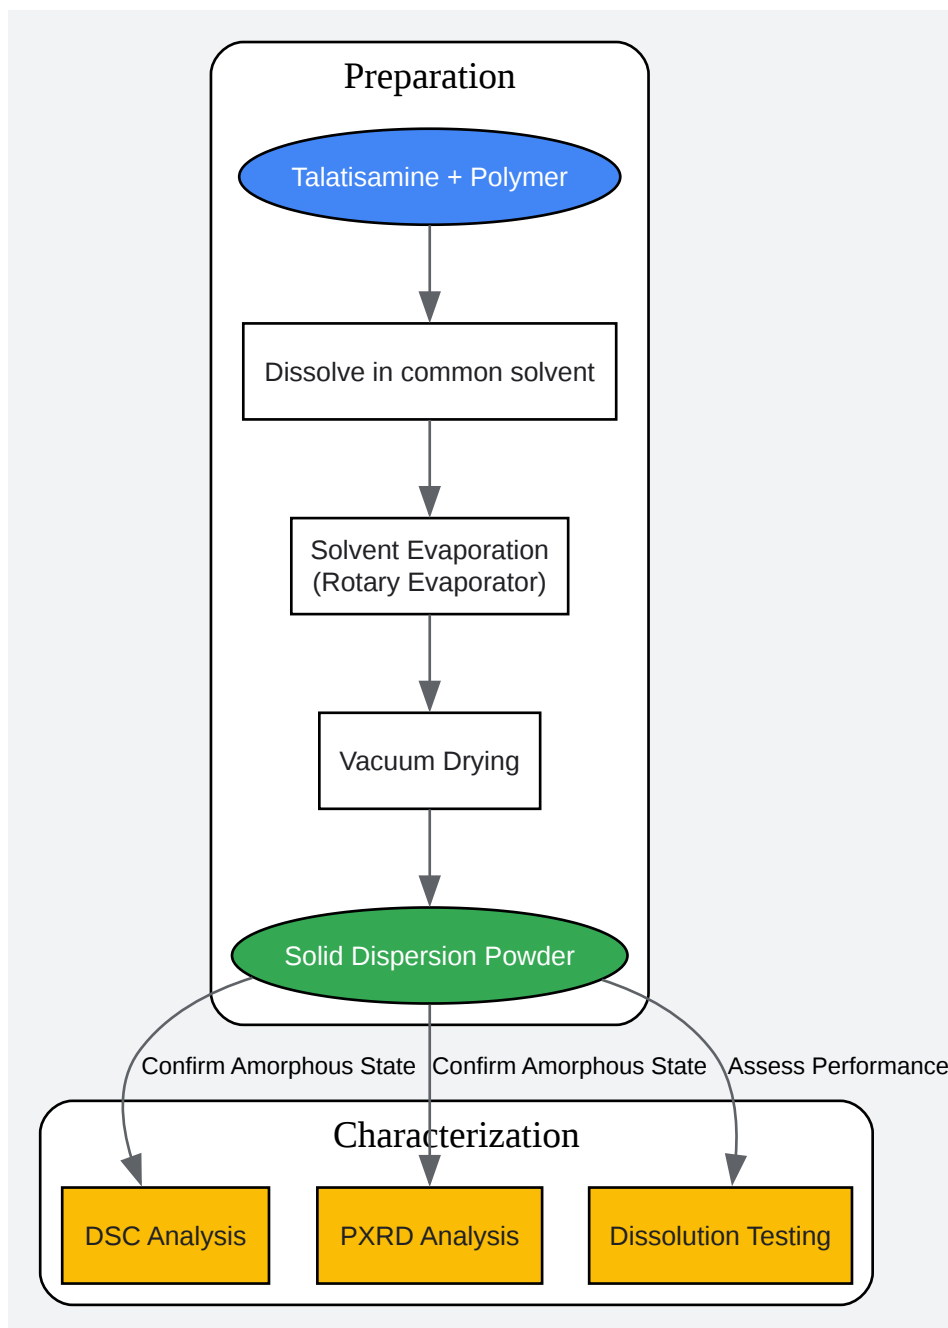 Preparation
Talatisamine + Polymer
Dissolve in common solvent
Solvent Evaporation
(Rotary Evaporator)
Vacuum Drying
Solid Dispersion Powder
Confirm Amorphous State
Confirm Amorphous State
Assess Performance
Characterization
DSC Analysis
PXRD Analysis
Dissolution Testing